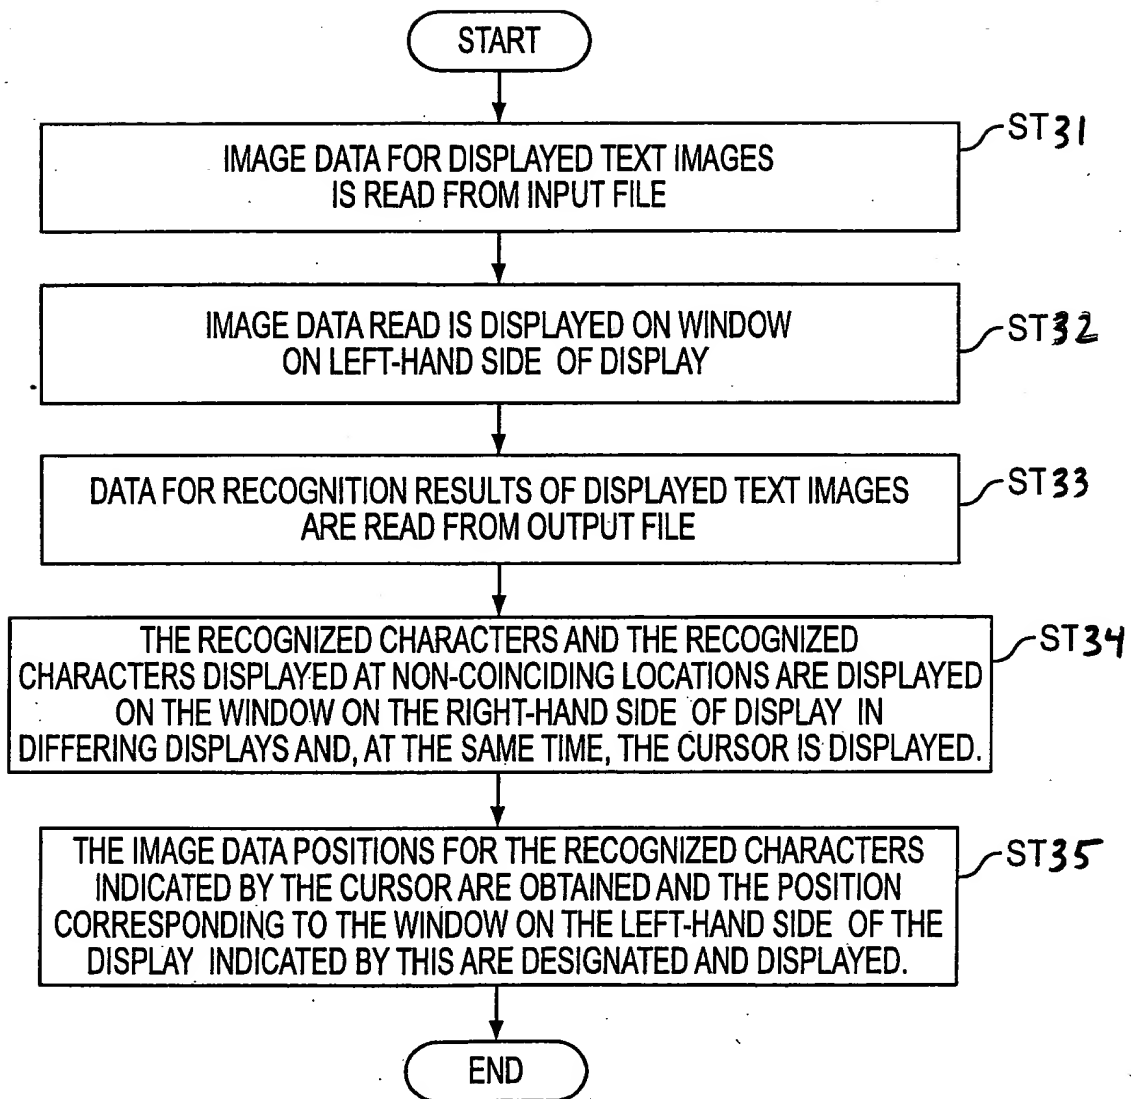 START
IMAGE DATA FOR DISPLAYED TEXT IMAGES
IS READ FROM INPUT FILE
ST31
IMAGE DATA READ IS DISPLAYED ON WINDOW
ON LEFT-HAND SIDE OF DISPLAY
ST32
DATA FOR RECOGNITION RESULTS OF DISPLAYED TEXT IMAGES
ARE READ FROM OUTPUT FILE
ST33
THE RECOGNIZED CHARACTERS AND THE RECOGNIZED
CHARACTERS DISPLAYED AT NON-COINCIDING LOCATIONS ARE DISPLAYED
ON THE WINDOW ON THE RIGHT-HAND SIDE OF DISPLAY IN
DIFFERING DISPLAYS AND, AT THE SAME TIME, THE CURSOR IS DISPLAYED.
ST34
THE IMAGE DATA POSITIONS FOR THE RECOGNIZED CHARACTERS
INDICATED BY THE CURSOR ARE OBTAINED AND THE POSITION
CORRESPONDING TO THE WINDOW ON THE LEFT-HAND SIDE OF THE
DISPLAY INDICATED BY THIS ARE DESIGNATED AND DISPLAYED.
ST35
END